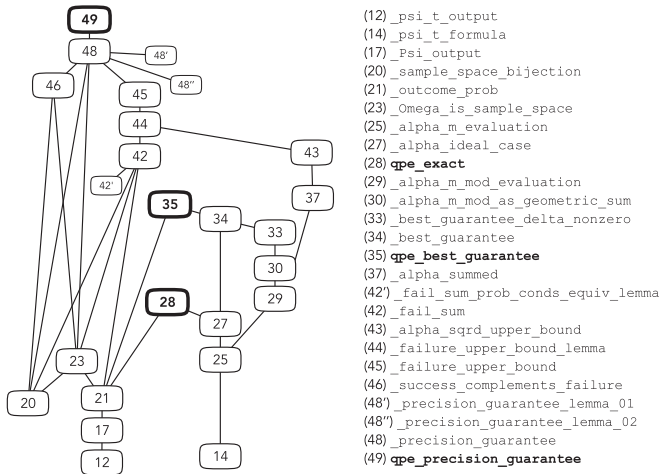 49
48
48'
48"
46
45
44
43
42
42'
37
35
34
33
30
29
28
27
25
23
20
21
17
14
12
(12) _psi_t_output
(14) _psi_t_formula
(17) _Psi_output
(20) _sample_space_bijection
(21) _outcome_prob
(23) _Omega_is_sample_space
(25) _alpha_m_evaluation
(27) _alpha_ideal_case
(28) qpe_exact
(29) _alpha_m_mod_evaluation
(30) _alpha_m_mod_as_geometric_sum
(33) _best_guarantee_delta_nonzero
(34) _best_guarantee
(35) qpe_best_guarantee
(37) _alpha_summed
(42') _fail_sum_prob_conds_equiv_lemma
(42) _fail_sum
(43) _alpha_sqrd_upper_bound
(44) _failure_upper_bound_lemma
(45) _failure_upper_bound
(46) _success_complements_failure
(48') _precision_guarantee_lemma_01
(48") _precision_guarantee_lemma_02
(48) _precision_guarantee
(49) qpe_precision_guarantee